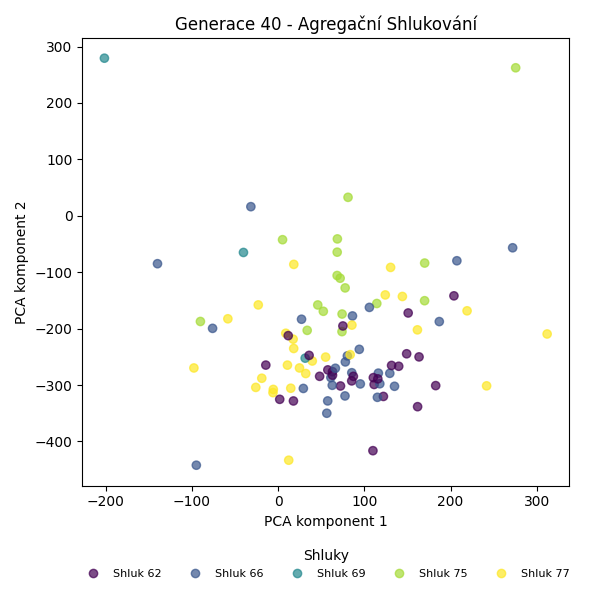 Generace 40 - Agregační Shlukování
300
200
100
0
−100
−200
−300
−400
PCA komponent 2
−200
−100
0
100
200
300
PCA komponent 1
Shluky
Shluk 62
Shluk 66
Shluk 69
Shluk 75
Shluk 77